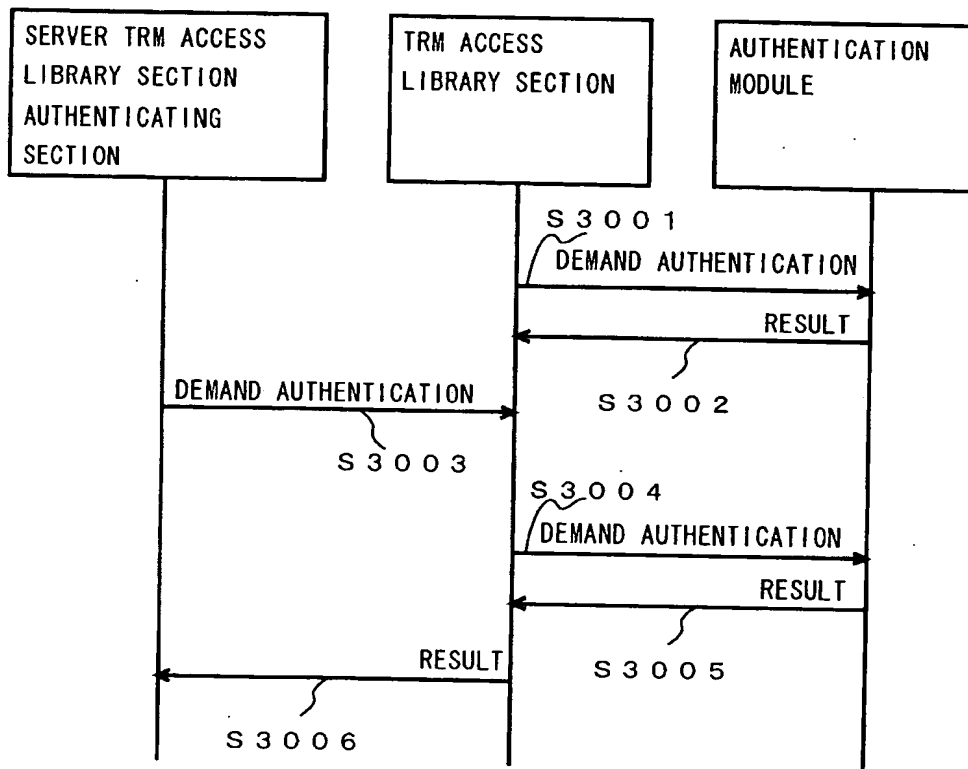 SERVER TRM ACCESS
LIBRARY SECTION
AUTHENTICATING
SECTION
TRM ACCESS
LIBRARY SECTION
AUTHENTICATION
MODULE
S3001
DEMAND AUTHENTICATION
RESULT
S3002
DEMAND AUTHENTICATION
S3003
S3004
DEMAND AUTHENTICATION
RESULT
S3005
RESULT
S3006